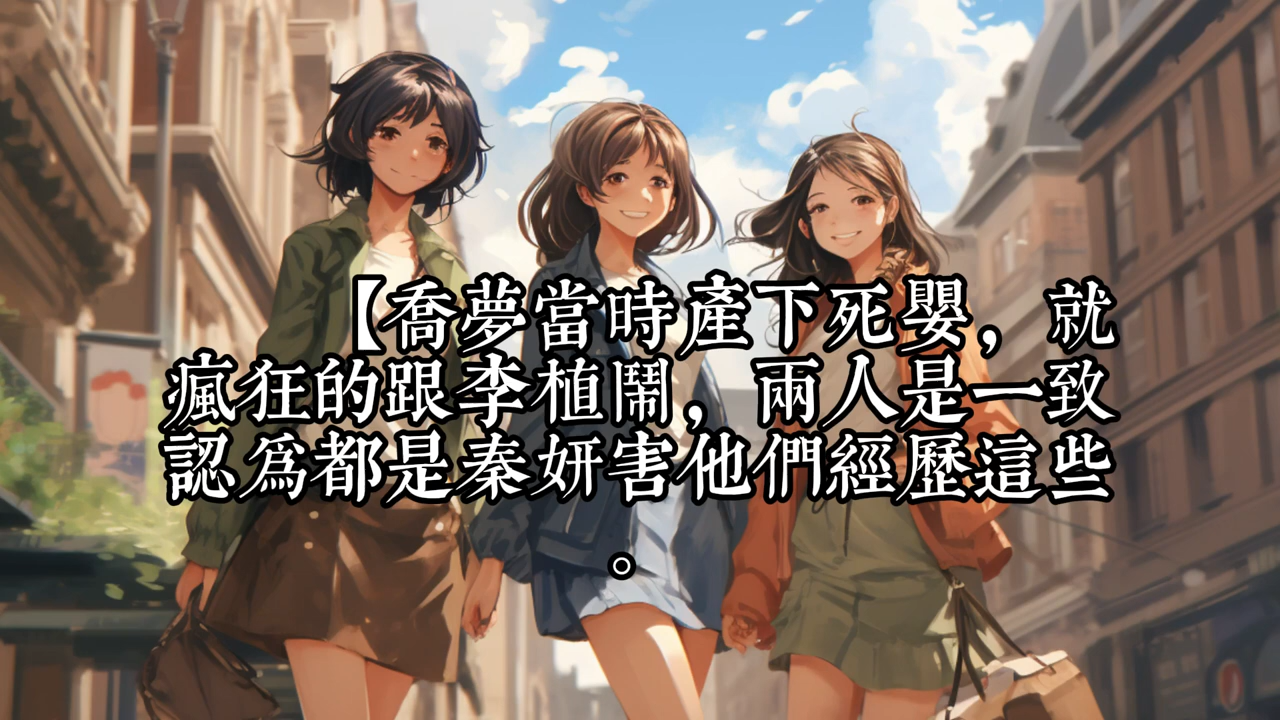 【喬夢當時產下死嬰，就
瘋狂的跟李植鬧，兩人是一致
認爲都是秦妍害他們經歷這些
。